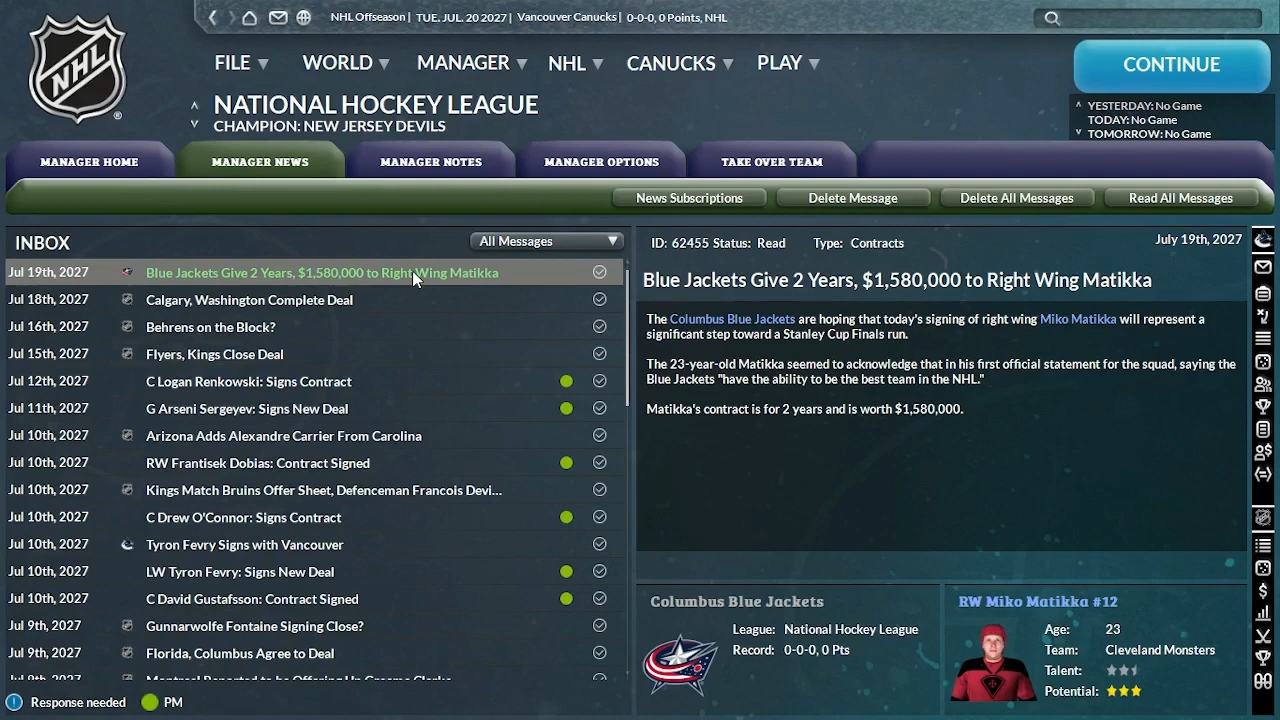 NHL Offseason | TUE. JUL. 20 2027 | Vancouver Canucks | 0-0-0, 0 Points, NHL
NHL
FILE WORLD MANAGER NHL CANUCKS PLAY
CONTINUE
NATIONAL HOCKEY LEAGUE
CHAMPION: NEW JERSEY DEVILS
YESTERDAY: No Game
TODAY: No Game
TOMORROW: No Game
MANAGER HOME MANAGER NEWS MANAGER NOTES MANAGER OPTIONS TAKE OVER TEAM
News Subscriptions Delete Message Delete All Messages Read All Messages
INBOX All Messages
Jul 19th, 2027 Blue Jackets Give 2 Years, $1,580,000 to Right Wing Matikka
Jul 18th, 2027 Calgary, Washington Complete Deal
Jul 16th, 2027 Behrens on the Block?
Jul 15th, 2027 Flyers, Kings Close Deal
Jul 12th, 2027 C Logan Renkowski: Signs Contract
Jul 11th, 2027 G Arseni Sergeyev: Signs New Deal
Jul 10th, 2027 Arizona Adds Alexandre Carrier From Carolina
Jul 10th, 2027 RW Frantisek Dobias: Contract Signed
Jul 10th, 2027 Kings Match Bruins Offer Sheet, Defenceman Francois Devi...
Jul 10th, 2027 C Drew O'Connor: Signs Contract
Jul 10th, 2027 Tyron Fevry Signs with Vancouver
Jul 10th, 2027 LW Tyron Fevry: Signs New Deal
Jul 10th, 2027 C David Gustafsson: Contract Signed
Jul 9th, 2027 Gunnarwolfe Fontaine Signing Close?
Jul 9th, 2027 Florida, Columbus Agree to Deal
Response needed PM
ID: 62455 Status: Read Type: Contracts July 19th, 2027
Blue Jackets Give 2 Years, $1,580,000 to Right Wing Matikka
The Columbus Blue Jackets are hoping that today's signing of right wing Miko Matikka will represent a
significant step toward a Stanley Cup Finals run.
The 23-year-old Matikka seemed to acknowledge that in his first official statement for the squad, saying the
Blue Jackets "have the ability to be the best team in the NHL."
Matikka's contract is for 2 years and is worth $1,580,000.
Columbus Blue Jackets
League: National Hockey League
Record: 0-0-0, 0 Pts
RW Miko Matikka #12
Age: 23
Team: Cleveland Monsters
Talent:
Potential: